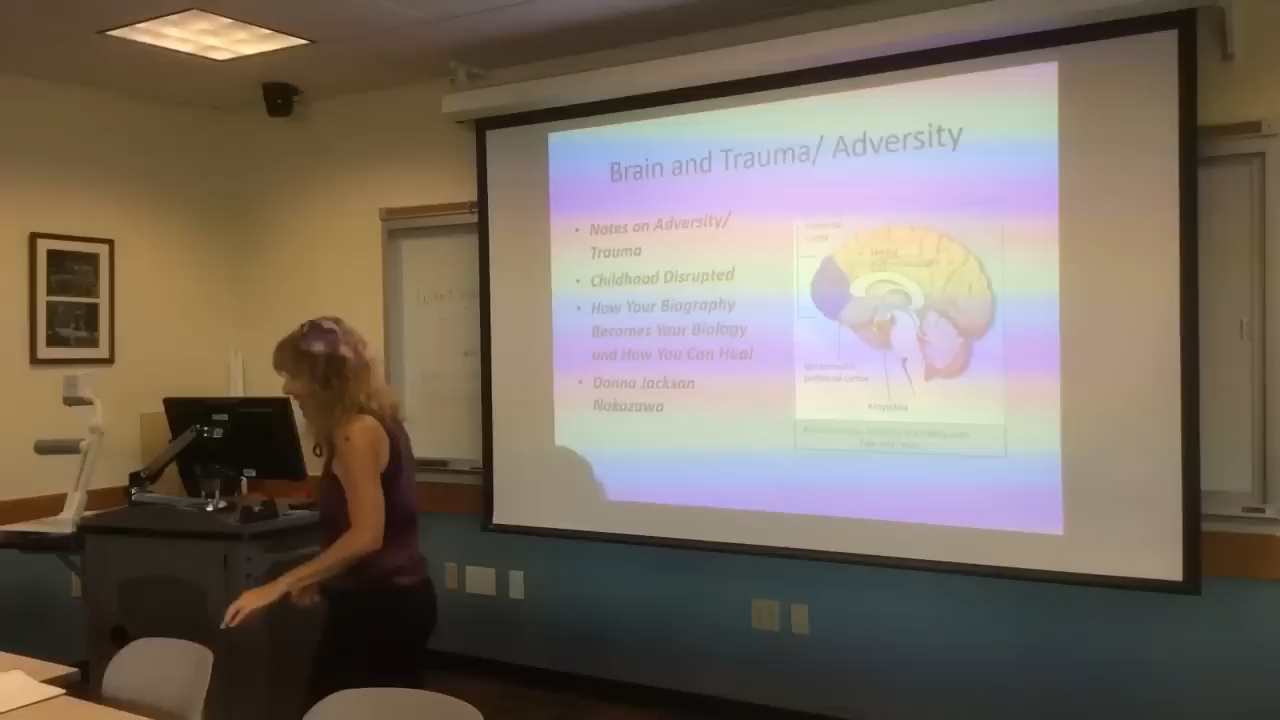 Brain and Trauma/ Adversity
• Notes on Adversity/
Trauma
• Childhood Disrupted
• How Your Biography
Becomes Your Biology
and How You Can Heal
• Donna Jackson
Nakazawa
prefrontal cortex
Amygdala